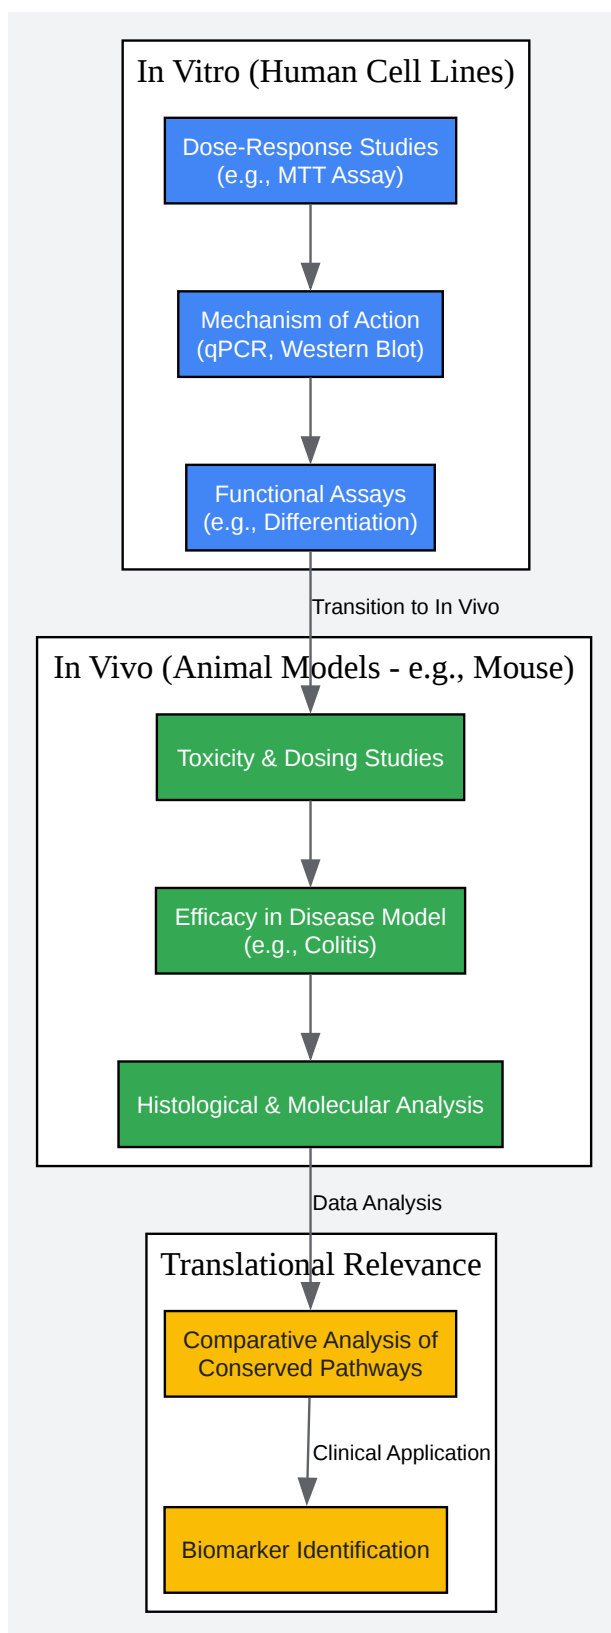 In Vitro (Human Cell Lines)
Dose-Response Studies
(e.g., MTT Assay)
Mechanism of Action
(qPCR, Western Blot)
Functional Assays
(e.g., Differentiation)
Transition to In Vivo
In Vivo (Animal Models - e.g., Mouse)
Toxicity & Dosing Studies
Efficacy in Disease Model
(e.g., Colitis)
Histological & Molecular Analysis
Data Analysis
Translational Relevance
Comparative Analysis of
Conserved Pathways
Clinical Application
Biomarker Identification